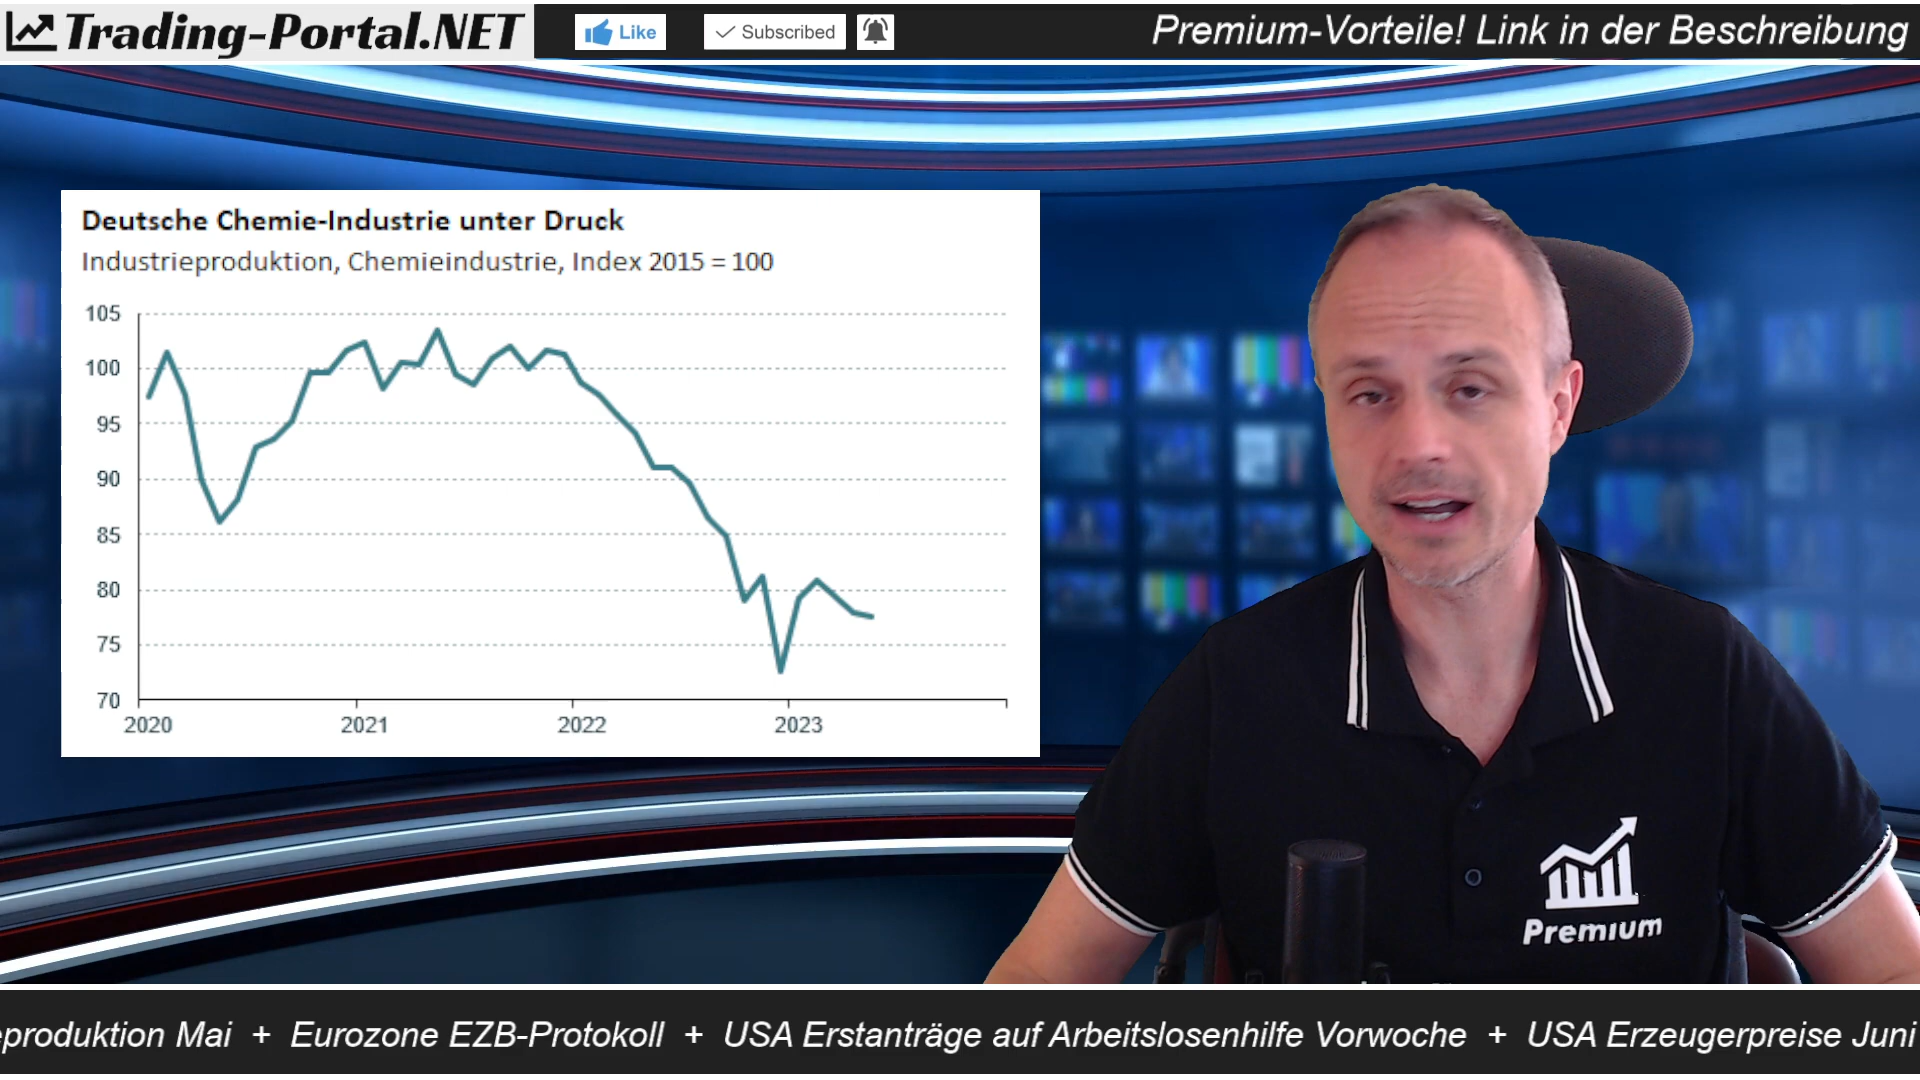 Trading-Portal.NET
Like
Subscribed
Premium-Vorteile! Link in der Beschreibung
Deutsche Chemie-Industrie unter Druck
Industrieproduktion, Chemieindustrie, Index 2015 = 100
105
100
95
90
85
80
75
70
2020 2021 2022 2023
Premium
eproduktion Mai + Eurozone EZB-Protokoll + USA Erstanträge auf Arbeitslosenhilfe Vorwoche + USA Erzeugerpreise Juni